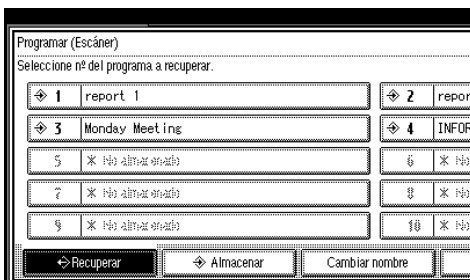 Programar (Escáner)
Seleccione nº del programa a recuperar.
1 report 1
2 repor
3 Monday Meeting
4 INFOR
5 * No almacenado
6 * No
7 * No almacenado
8 * No
9 * No almacenado
10 * No
Recuperar Almacenar Cambiar nombre